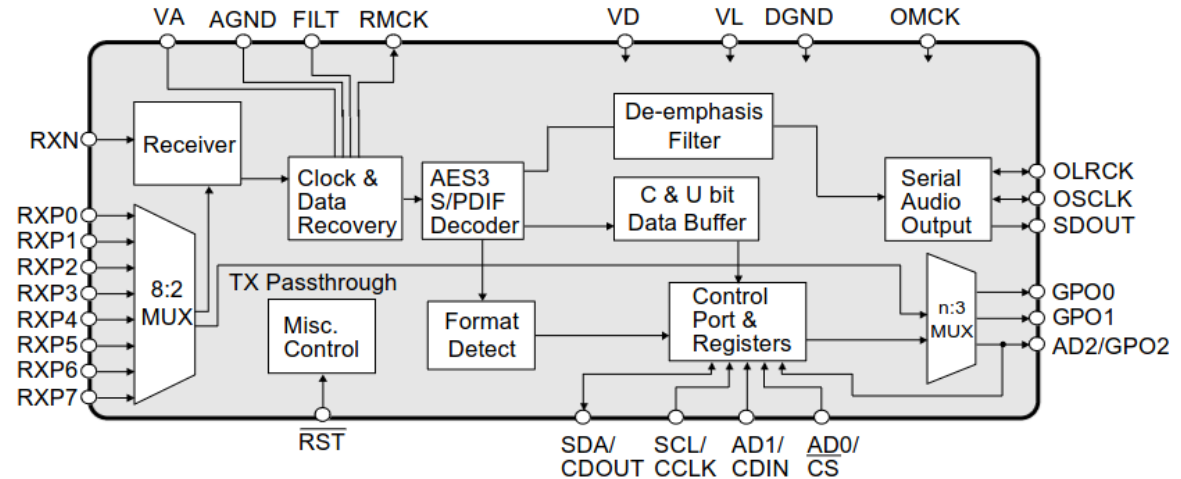 VA AGND FILT RMCK VD VL DGND OMCK
RXN
Receiver
Clock &
Data
Recovery
AES3
S/PDIF
Decoder
De-emphasis
Filter
C & U bit
Data Buffer
Serial
Audio
Output
OLRCK
OSCLK
SDOUT
RXP0
RXP1
RXP2
RXP3
RXP4
RXP5
RXP6
RXP7
8:2
MUX
TX Passthrough
Misc.
Control
Format
Detect
Control
Port &
Registers
n:3
MUX
GPO0
GPO1
AD2/GPO2
RST
SDA/
CDOUT
SCL/
CCLK
AD1/
CDIN
AD0/
CS